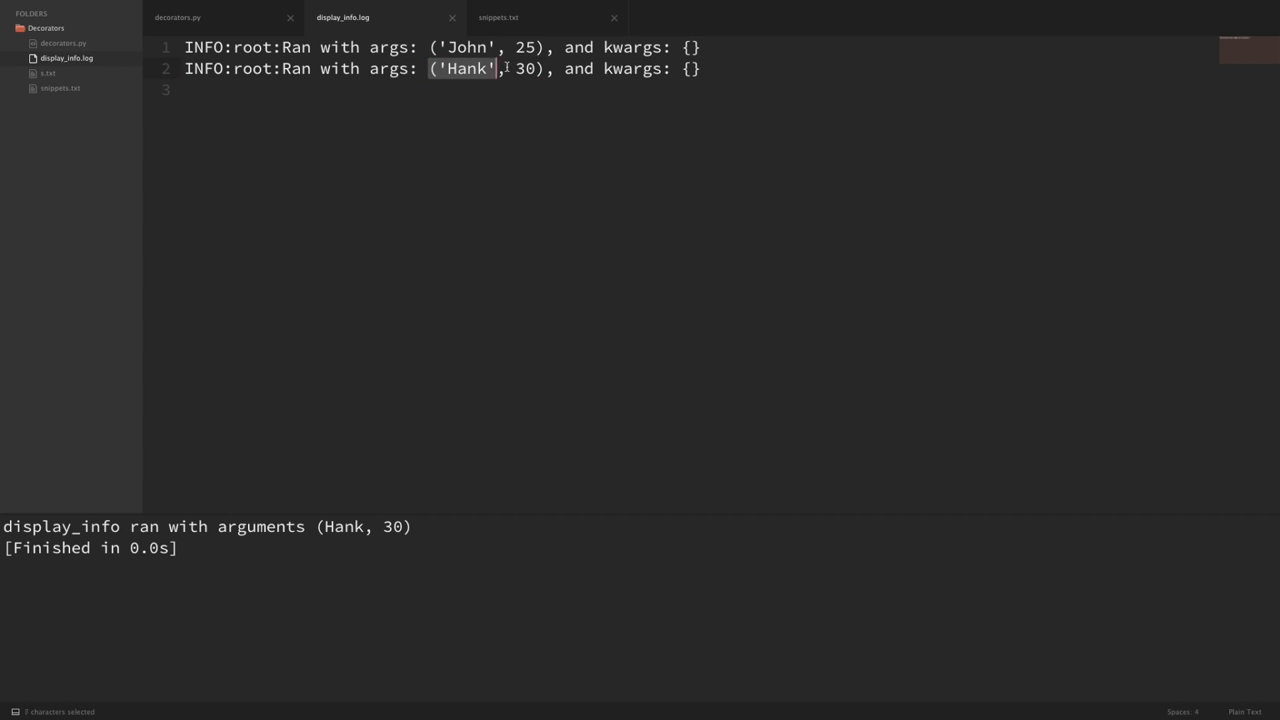 FOLDERS
Decorators
decorators.py
display_info.log
s.txt
snippets.txt
decorators.py
display_info.log
snippets.txt
1 INFO:root:Ran with args: ('John', 25), and kwargs: {}
2 INFO:root:Ran with args: ('Hank', 30), and kwargs: {}
3
display_info ran with arguments (Hank, 30)
[Finished in 0.0s]
characters selected
Spaces: 4
Plain Text